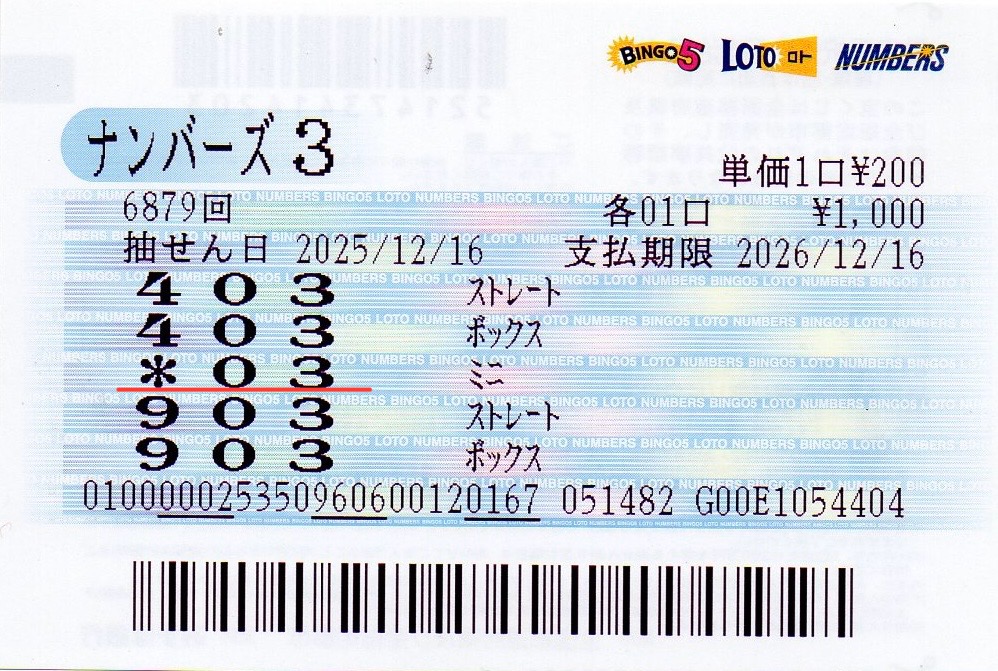 BINGO5 LOTO ロト NUMBERS
ナンバーズ3
単価1口¥200
6879回 各01口 ¥1,000
抽せん日 2025/12/16 支払期限 2026/12/16
403 ストレート
403 ボックス
*03 ミニ
903 ストレート
903 ボックス
010000025350960600120167 051482 G00E1054404